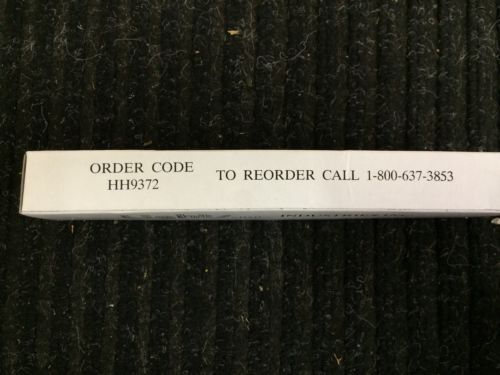 ORDER CODE TO REORDER CALL 1-800-637-3853
HH9372